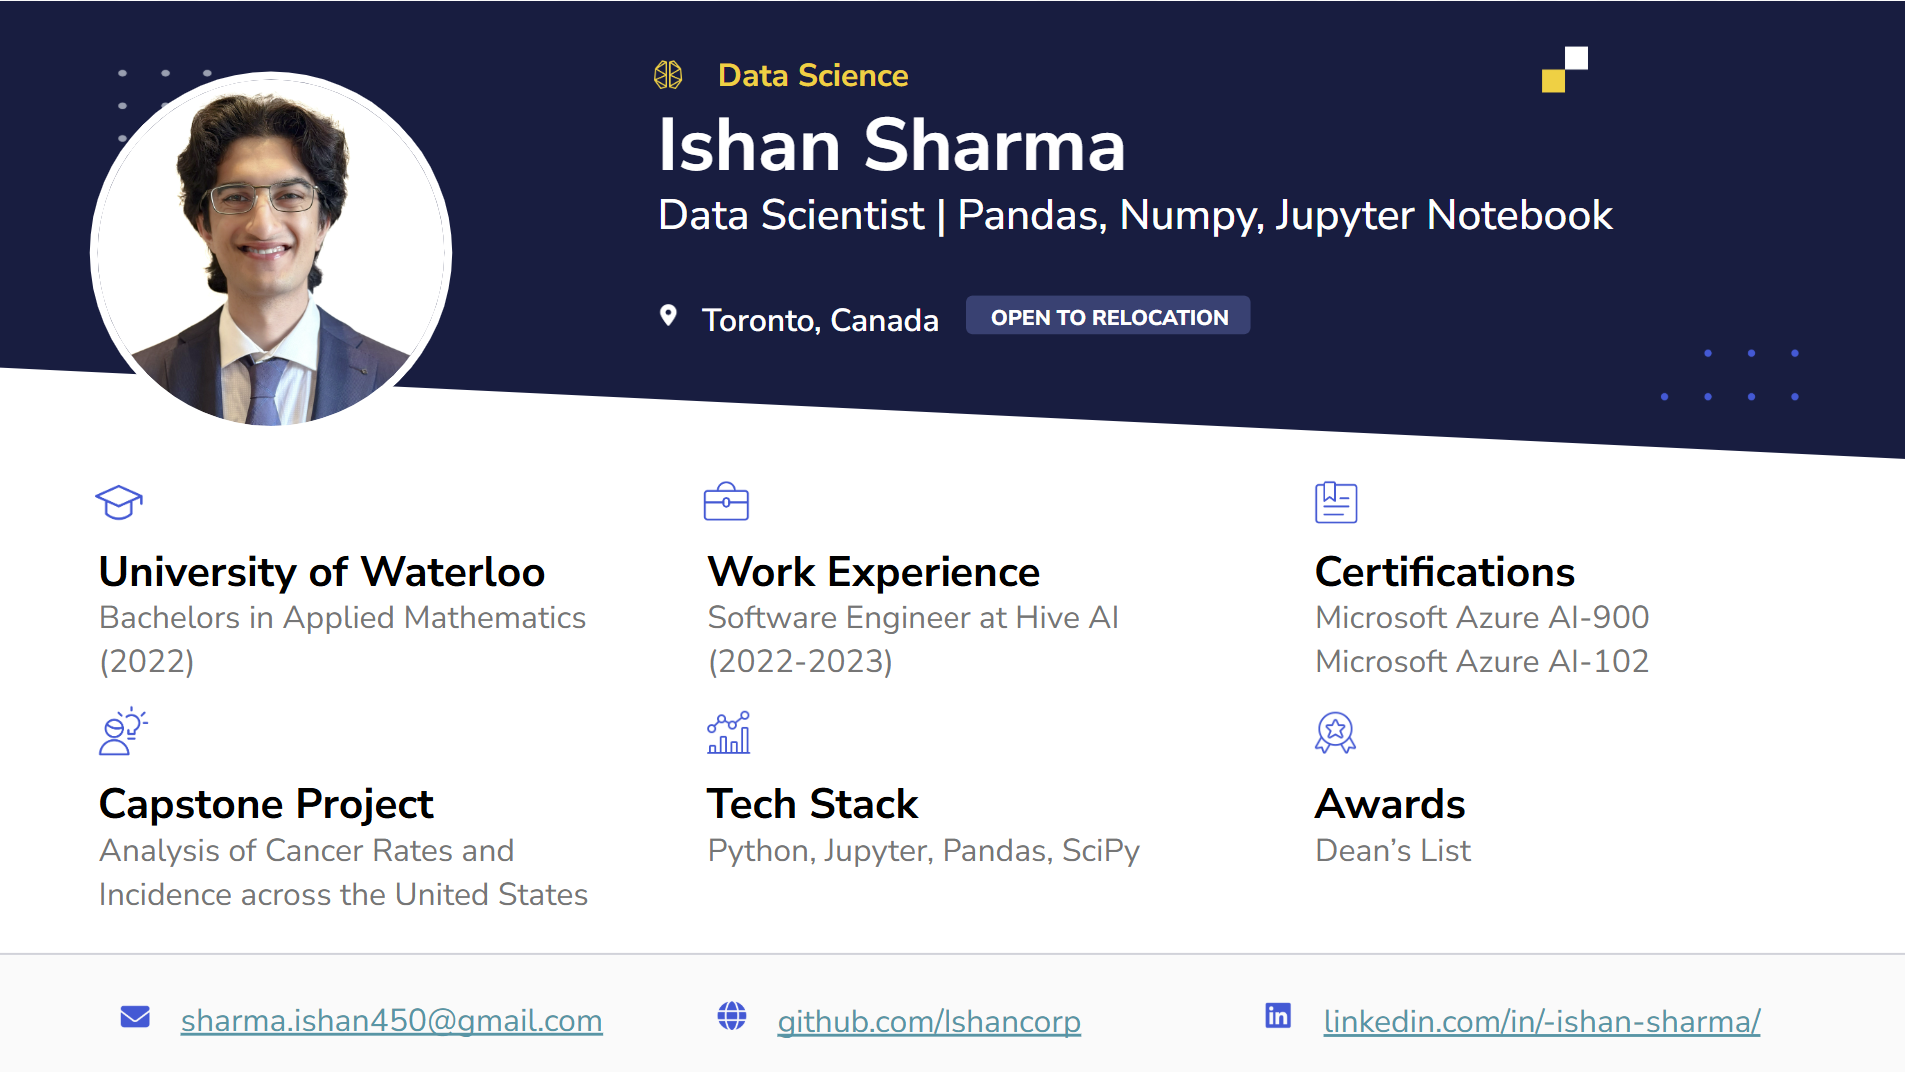 Data Science
Ishan Sharma
Data Scientist | Pandas, Numpy, Jupyter Notebook
Toronto, Canada
OPEN TO RELOCATION
University of Waterloo
Bachelors in Applied Mathematics
(2022)
Work Experience
Software Engineer at Hive AI
(2022-2023)
Certifications
Microsoft Azure AI-900
Microsoft Azure AI-102
Capstone Project
Analysis of Cancer Rates and
Incidence across the United States
Tech Stack
Python, Jupyter, Pandas, SciPy
Awards
Dean’s List
sharma.ishan450@gmail.com
github.com/Ishancorp
linkedin.com/in/-ishan-sharma/